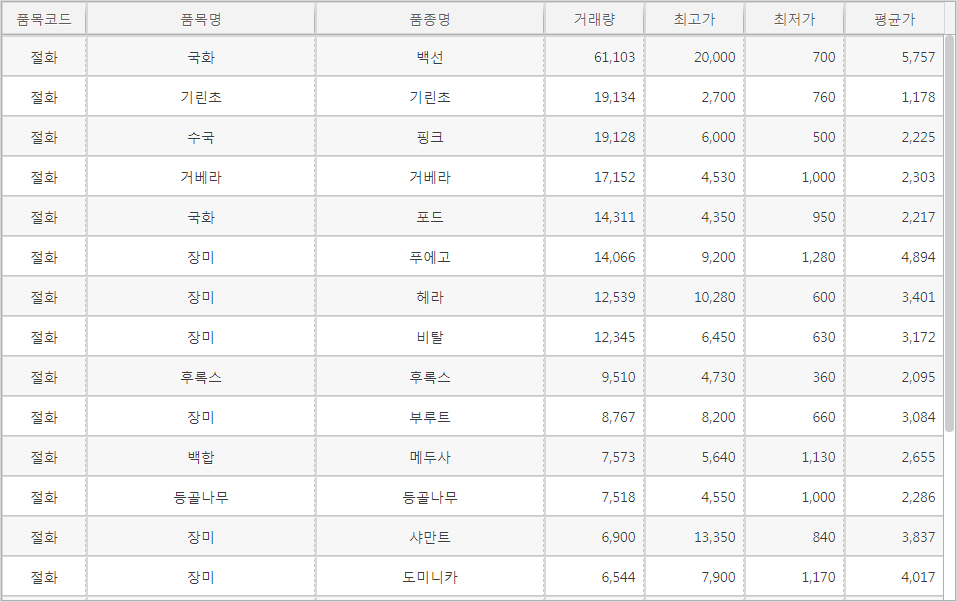 품목코드 품목명 품종명 거래량 최고가 최저가 평균가
절화 국화 백선 61,103 20,000 700 5,757
절화 기린초 기린초 19,134 2,700 760 1,178
절화 수국 핑크 19,128 6,000 500 2,225
절화 거베라 거베라 17,152 4,530 1,000 2,303
절화 국화 포드 14,311 4,350 950 2,217
절화 장미 푸에고 14,066 9,200 1,280 4,894
절화 장미 헤라 12,539 10,280 600 3,401
절화 장미 비탈 12,345 6,450 630 3,172
절화 후록스 후록스 9,510 4,730 360 2,095
절화 장미 부루트 8,767 8,200 660 3,084
절화 백합 메두사 7,573 5,640 1,130 2,655
절화 등골나무 등골나무 7,518 4,550 1,000 2,286
절화 장미 샤만트 6,900 13,350 840 3,837
절화 장미 도미니카 6,544 7,900 1,170 4,017